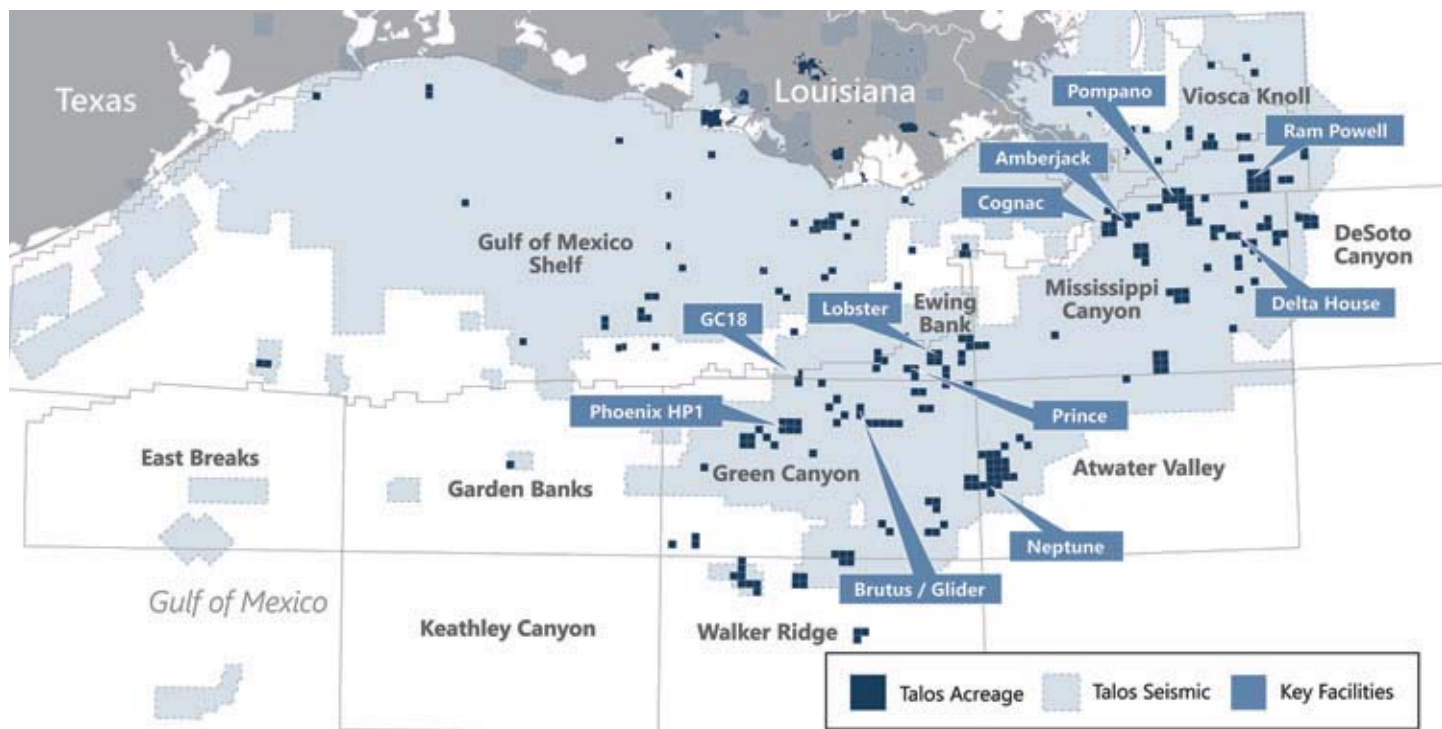 Texas
Louisiana
Pompano
Viosca Knoll
Ram Powell
Amberjack
Cognac
Gulf of Mexico
Shelf
DeSoto
Canyon
Mississippi
Canyon
Delta House
Ewing
Bank
Lobster
GC18
Phoenix HP1
Prince
East Breaks
Garden Banks
Green Canyon
Atwater Valley
Neptune
Brutus / Glider
Gulf of Mexico
Keathley Canyon
Walker Ridge
Talos Acreage
Talos Seismic
Key Facilities